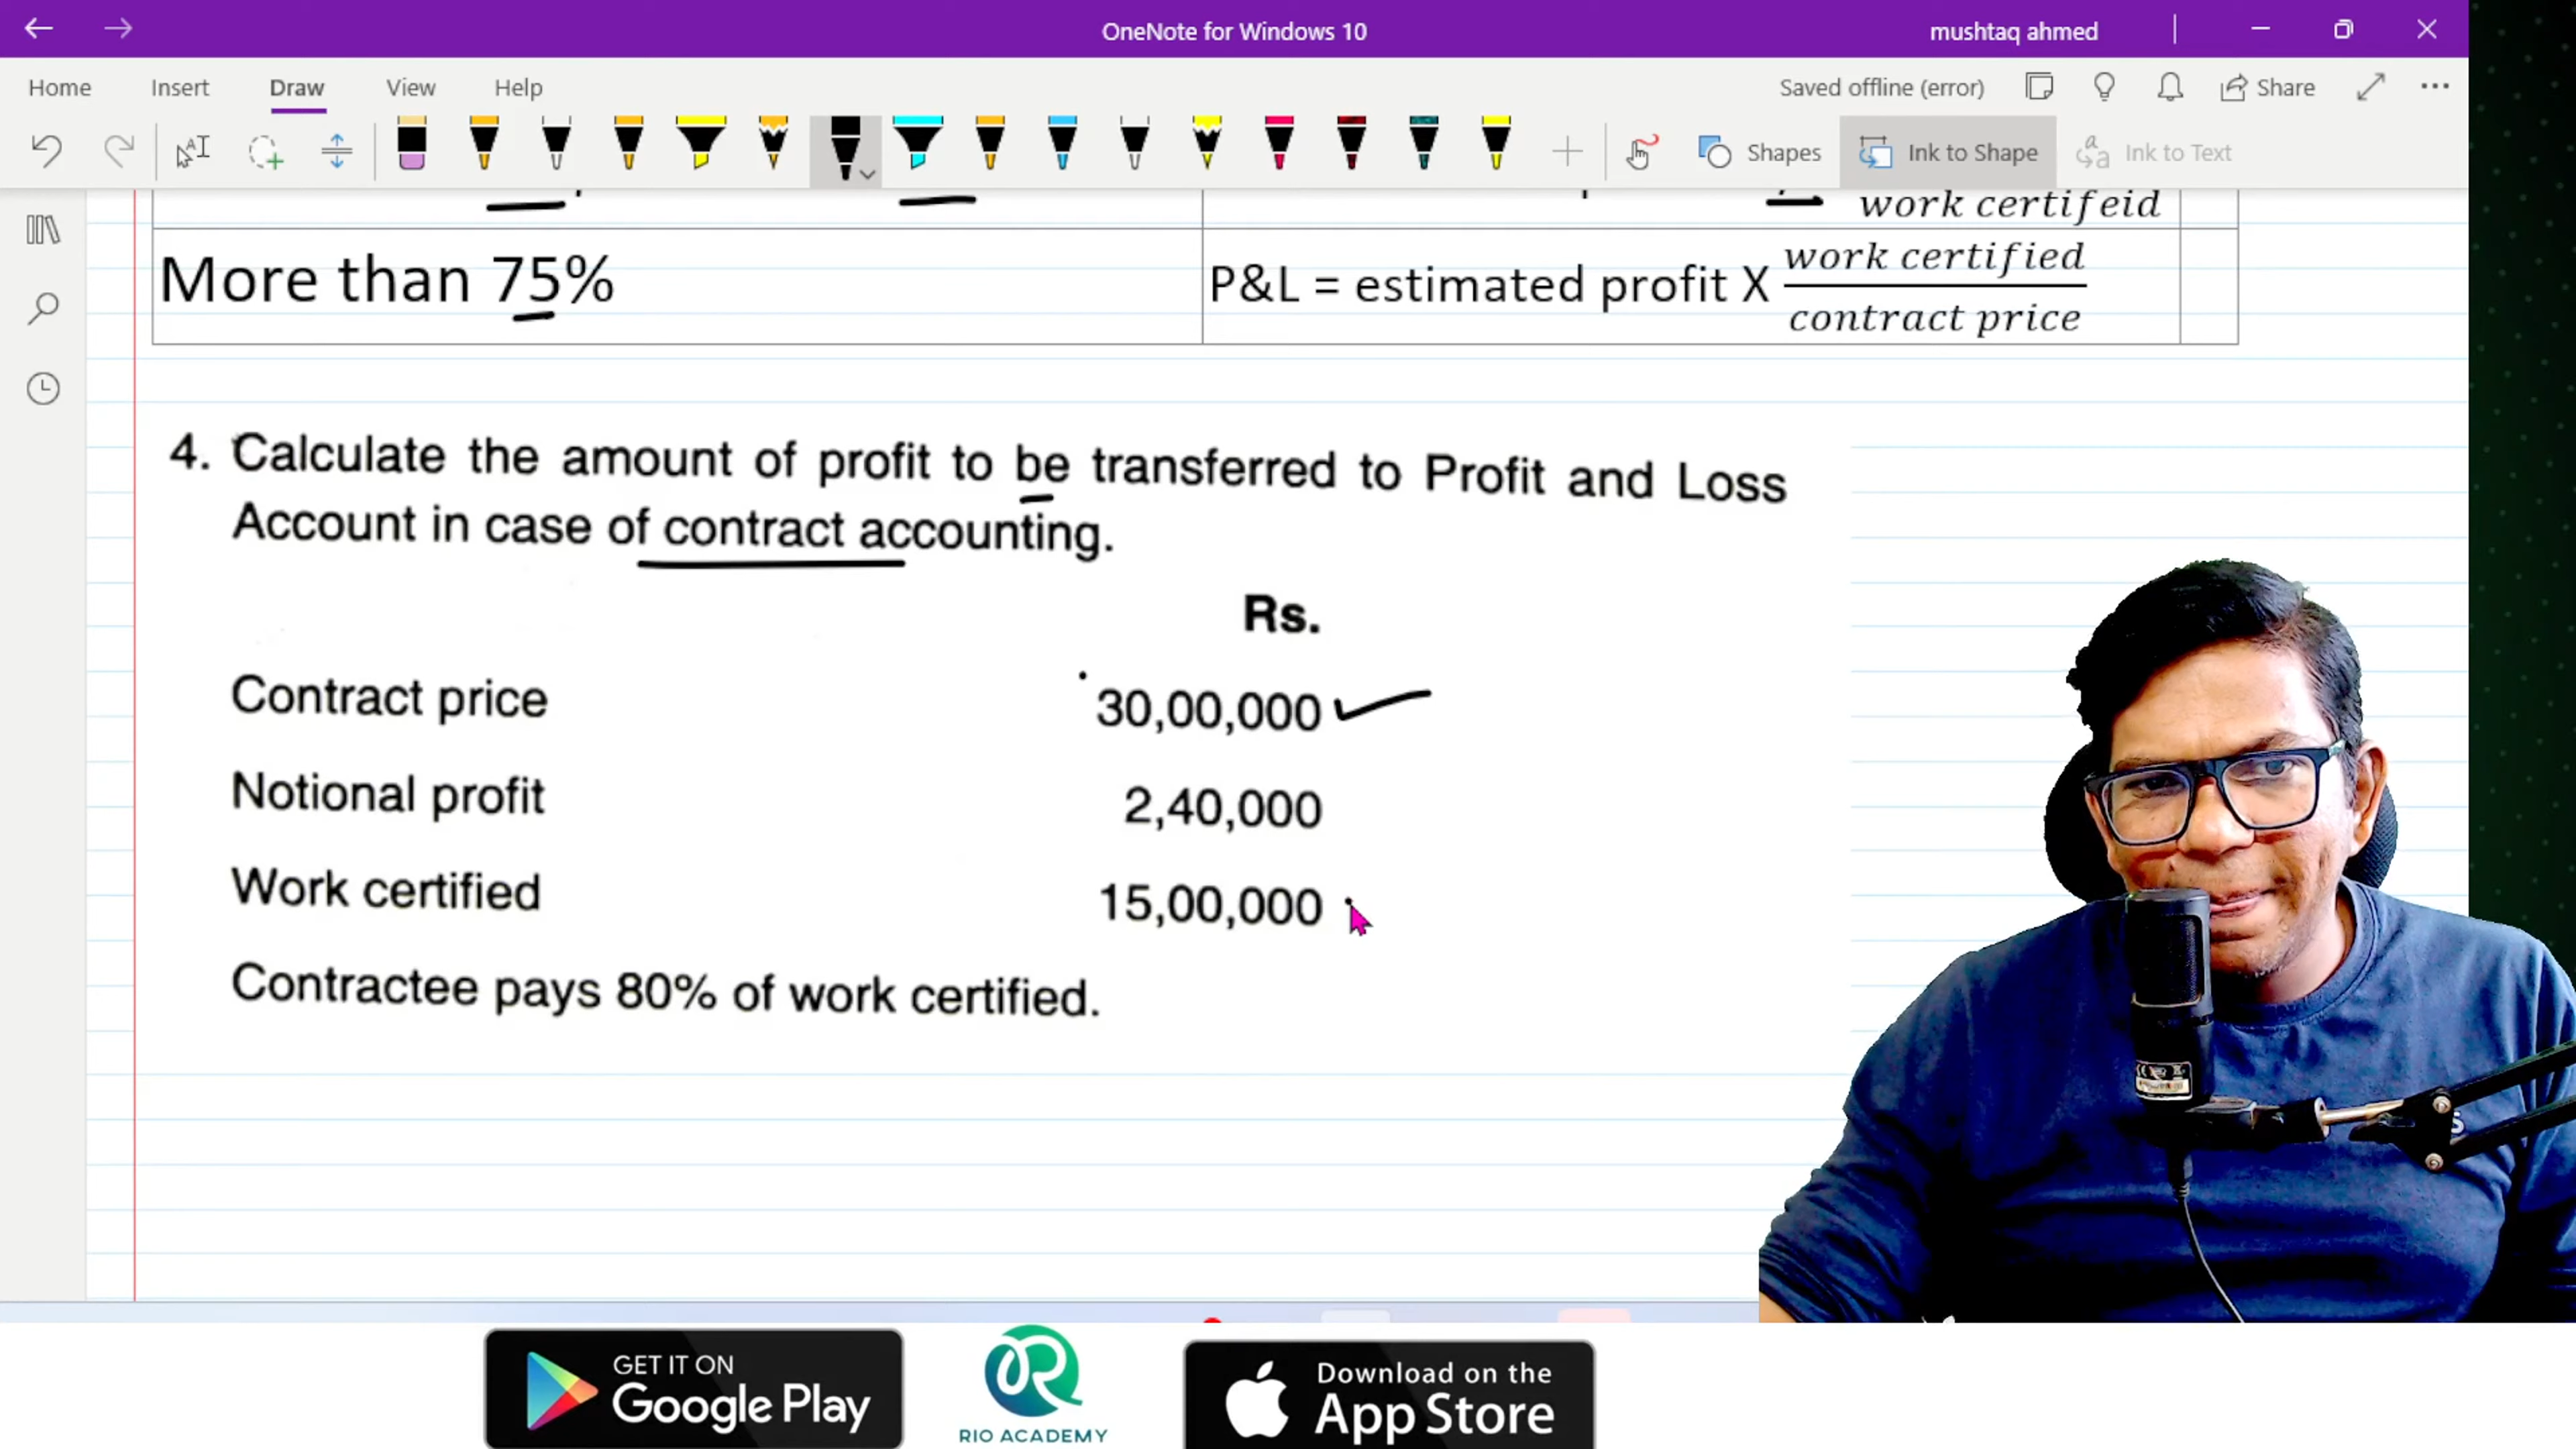 OneNote for Windows 10
mushtaq ahmed
Home Insert Draw View Help
Saved offline (error) Share
Shapes Ink to Shape Ink to Text
work certifeid
More than 75%
P&L = estimated profit X work certified
contract price
4. Calculate the amount of profit to be transferred to Profit and Loss
Account in case of contract accounting.
Rs.
Contract price 30,00,000
Notional profit 2,40,000
Work certified 15,00,000
Contractee pays 80% of work certified.
GET IT ON
Google Play
RIO ACADEMY
Download on the
App Store